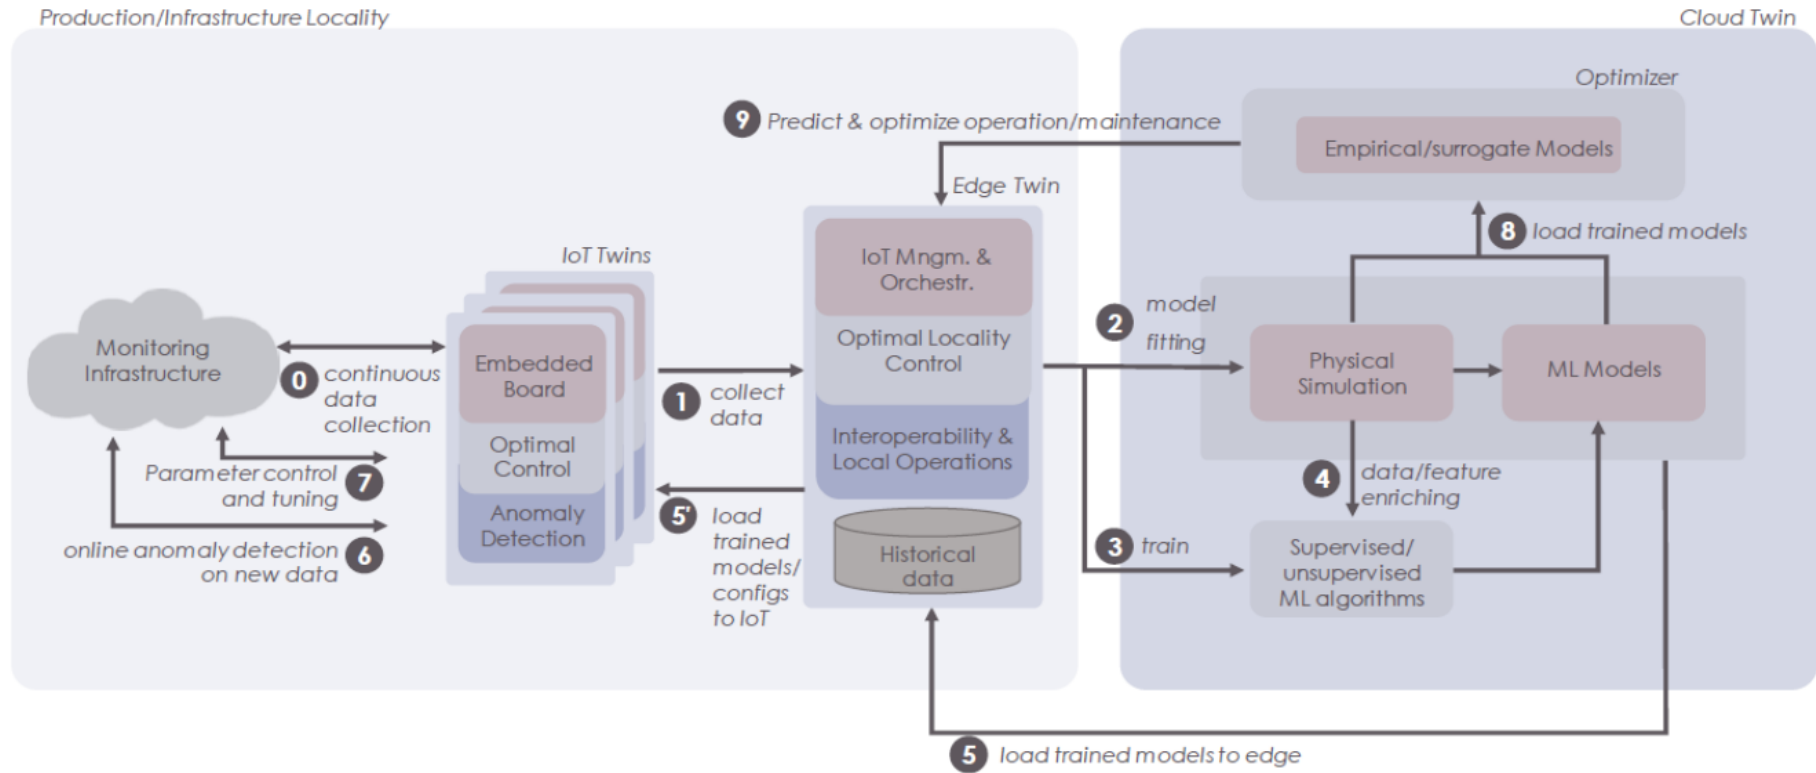 Production/Infrastructure Locality
Cloud Twin
Optimizer
Empirical/surrogate Models
9 Predict & optimize operation/maintenance
Edge Twin
8 load trained models
IoT Twins
IoT Mngm. &
Orchestr.
Optimal Locality
Control
Interoperability &
Local Operations
Historical
data
Monitoring
Infrastructure
0 continuous
data
collection
Embedded
Board
Optimal
Control
Anomaly
Detection
1 collect
data
2 model
fitting
Physical
Simulation
ML Models
Parameter control
and tuning 7
online anomaly detection
on new data 6
5' load
trained
models/
configs
to IoT
3 train
4 data/feature
enriching
Supervised/
unsupervised
ML algorithms
5 load trained models to edge